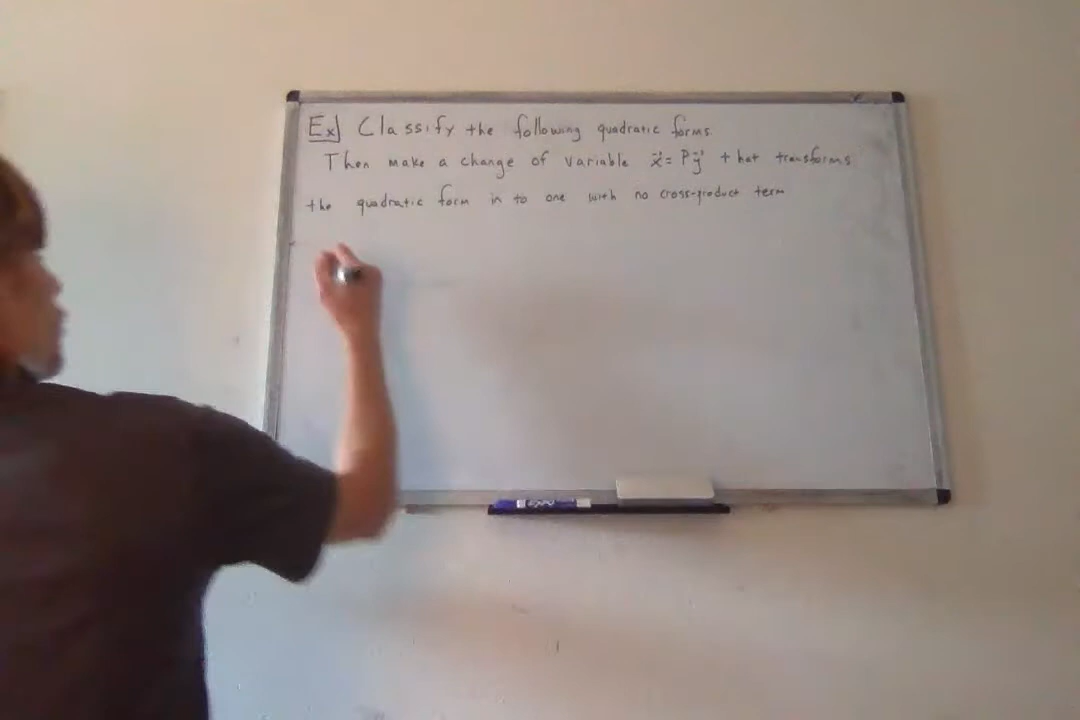 Ex] Classify the following quadratic forms.
Then make a change of variable x⃗ = Py⃗ that transforms
the quadratic form in to one with no cross-product term
EXPO